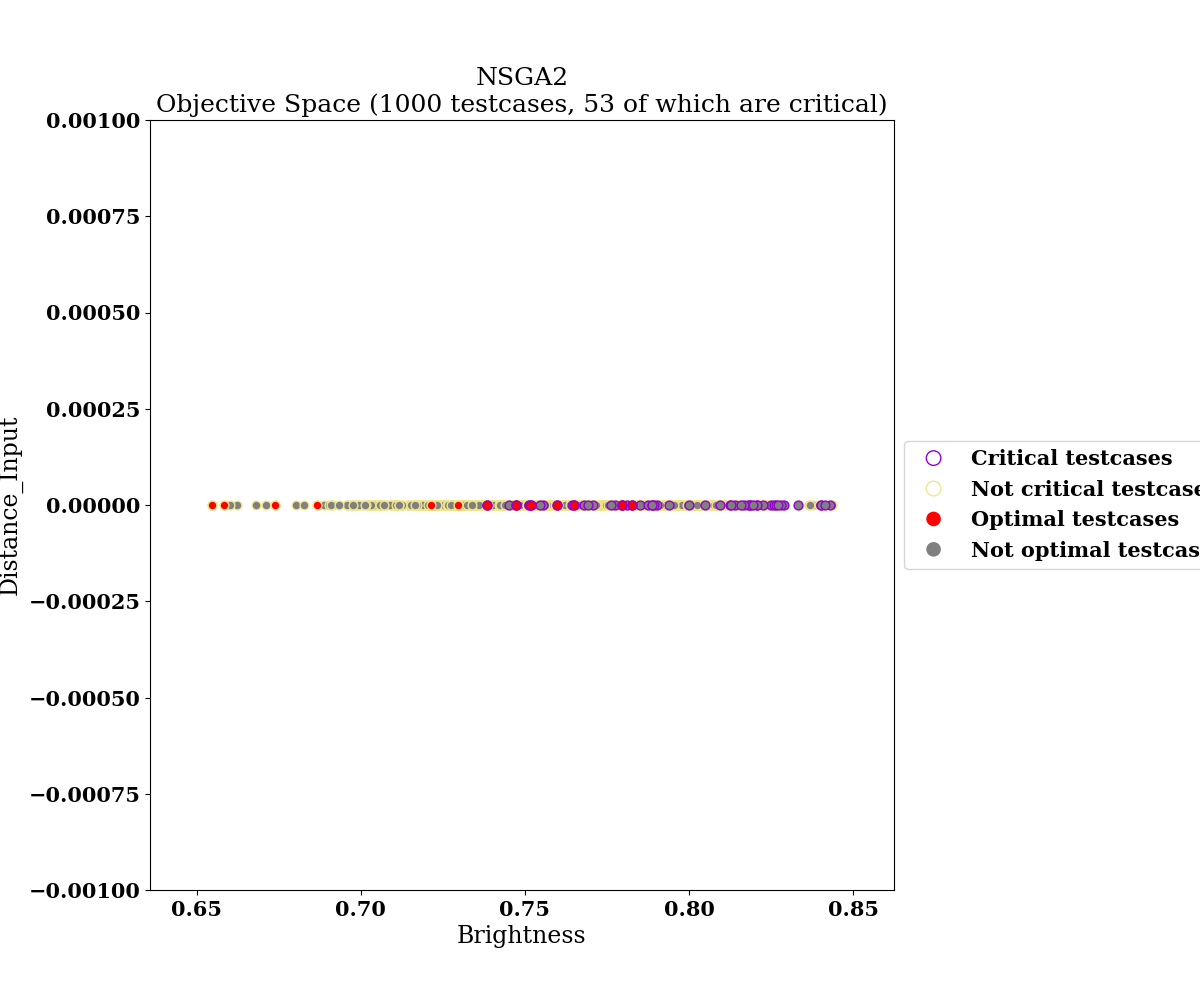 NSGA2
Objective Space (1000 testcases, 53 of which are critical)
0.00100
0.00075
0.00050
0.00025
0.00000
−0.00025
−0.00050
−0.00075
−0.00100
Distance_Input
0.65 0.70 0.75 0.80 0.85
Brightness
Critical testcases
Not critical testcase
Optimal testcases
Not optimal testcas